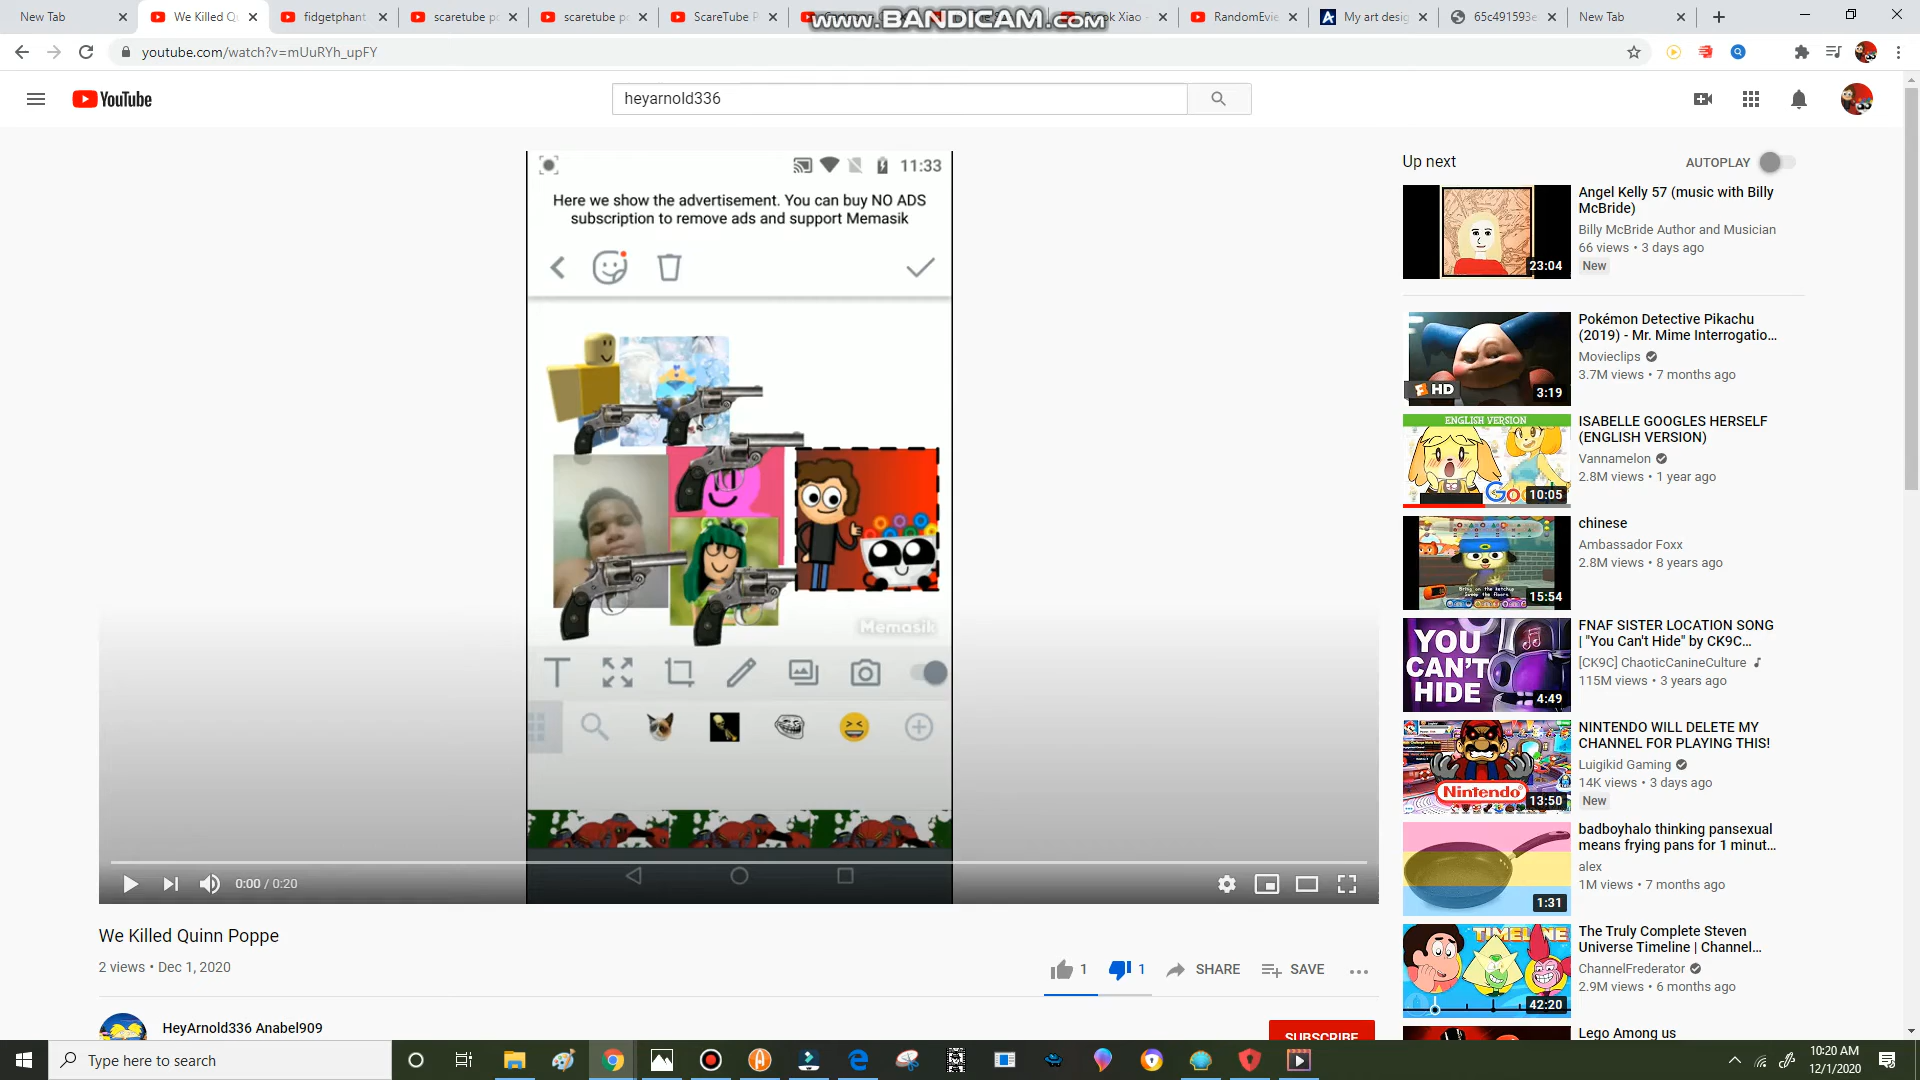 New Tab
We Killed Q
fidgetphant
scaretube po
scaretube po
ScareTube P
www.BANDICAM.com
Xiao
RandomEvie
My art desig
65c491593e
New Tab
youtube.com/watch?v=mUuRYh_upFY
YouTube
heyarnold336
11:33
Here we show the advertisement. You can buy NO ADS
subscription to remove ads and support Memasik
Memasik
T
0:00 / 0:20
We Killed Quinn Poppe
2 views • Dec 1, 2020
1
1
SHARE
SAVE
HeyArnold336 Anabel909
SUBSCRIBE
Up next
AUTOPLAY
23:04
Angel Kelly 57 (music with Billy
McBride)
Billy McBride Author and Musician
66 views • 3 days ago
New
HD
3:19
Pokémon Detective Pikachu
(2019) - Mr. Mime Interrogatio...
Movieclips
3.7M views • 7 months ago
ENGLISH VERSION
10:05
ISABELLE GOOGLES HERSELF
(ENGLISH VERSION)
Vannamelon
2.8M views • 1 year ago
15:54
chinese
Ambassador Foxx
2.8M views • 8 years ago
YOU
CAN'T
HIDE
4:49
FNAF SISTER LOCATION SONG
| "You Can't Hide" by CK9C...
[CK9C] ChaoticCanineCulture
115M views • 3 years ago
Nintendo
13:50
NINTENDO WILL DELETE MY
CHANNEL FOR PLAYING THIS!
Luigikid Gaming
14K views • 3 days ago
New
1:31
badboyhalo thinking pansexual
means frying pans for 1 minut...
alex
1M views • 7 months ago
TIMELINE
42:20
The Truly Complete Steven
Universe Timeline | Channel...
ChannelFrederator
2.9M views • 6 months ago
Lego Among us
Type here to search
10:20 AM
12/1/2020